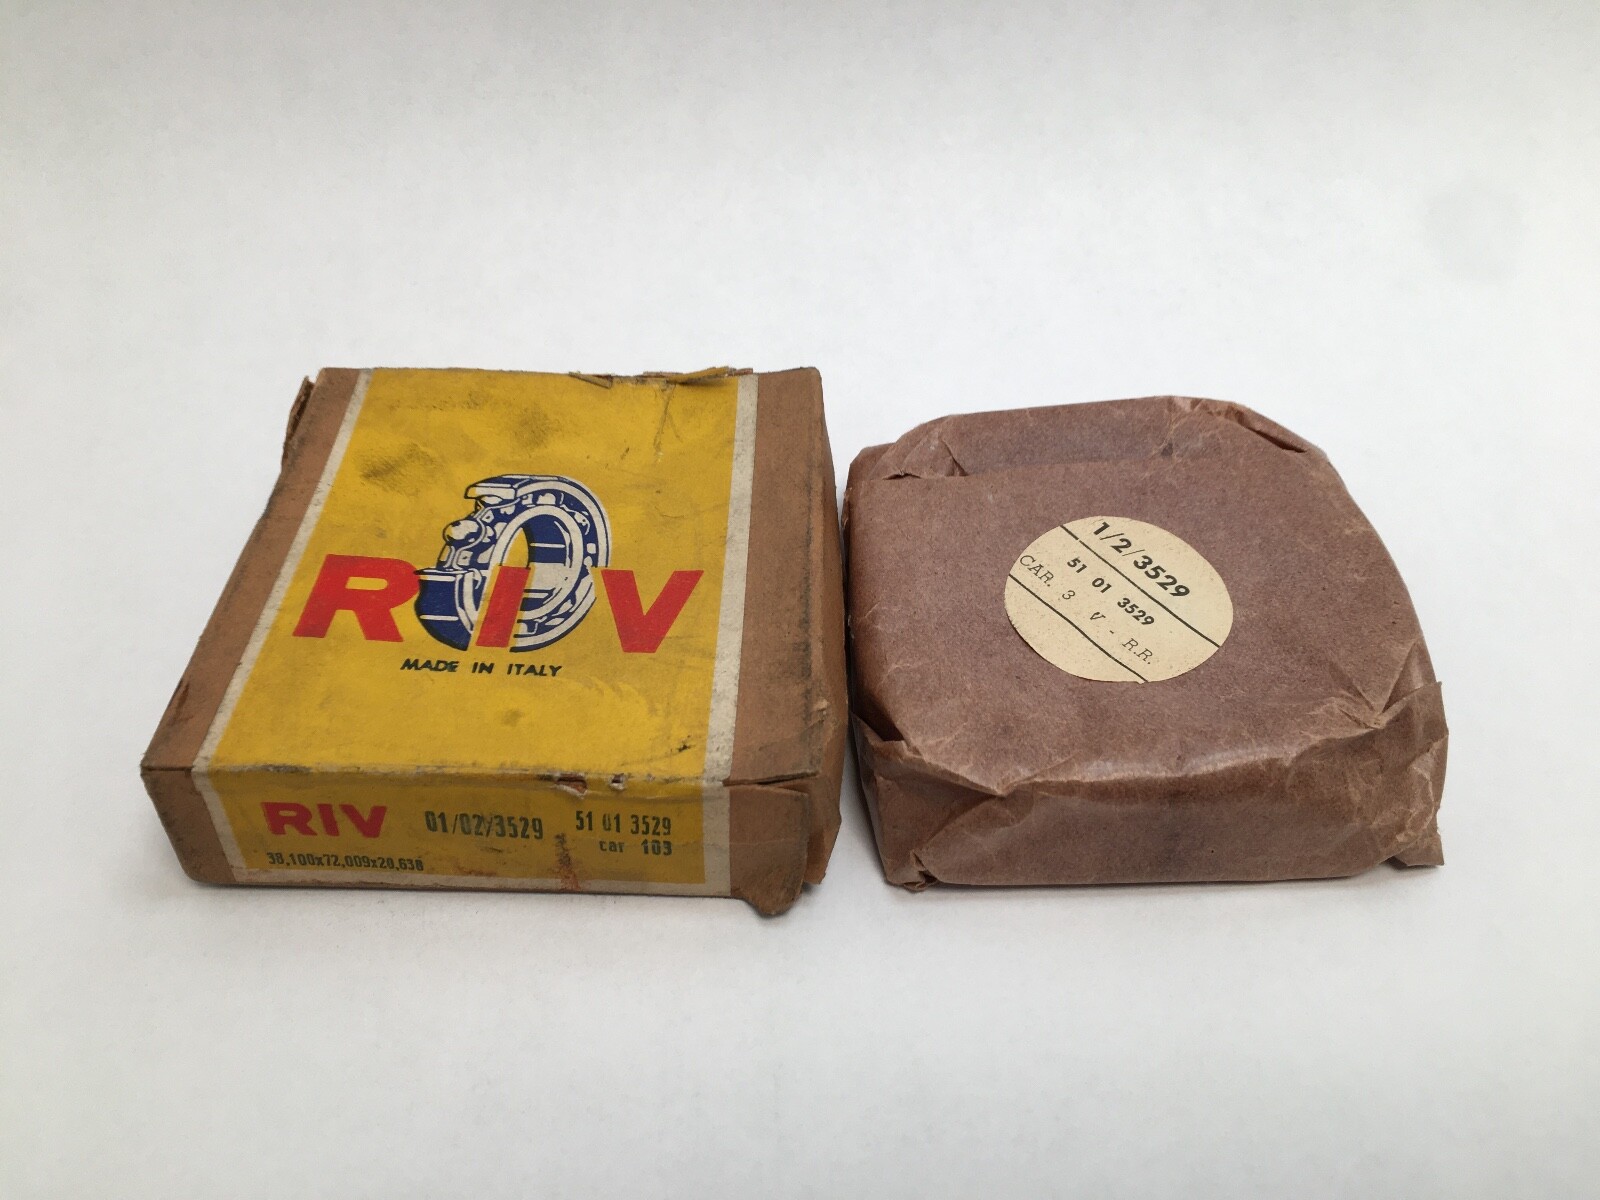 RIV
MADE IN ITALY
RIV 01/02/3529 51 01 3529
car 103
38,100x72,009x20,638
1/2/3529
51 01 3529
CAR. 3 V - R.R.